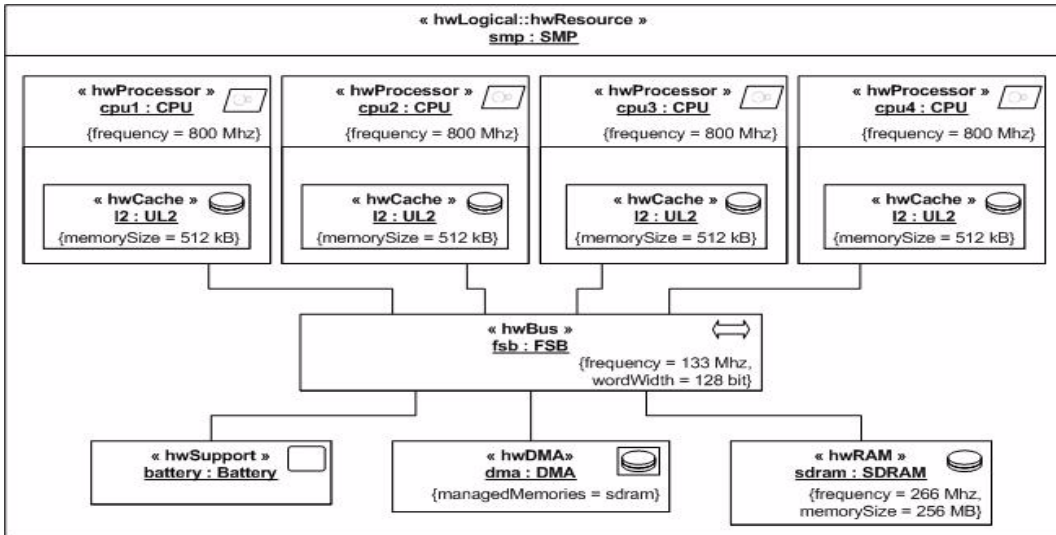 « hwLogical::hwResource »
smp : SMP
« hwProcessor »
cpu1 : CPU
{frequency = 800 Mhz}
« hwCache »
l2 : UL2
{memorySize = 512 kB}
« hwProcessor »
cpu2 : CPU
{frequency = 800 Mhz}
« hwCache »
l2 : UL2
{memorySize = 512 kB}
« hwProcessor »
cpu3 : CPU
{frequency = 800 Mhz}
« hwCache »
l2 : UL2
{memorySize = 512 kB}
« hwProcessor »
cpu4 : CPU
{frequency = 800 Mhz}
« hwCache »
l2 : UL2
{memorySize = 512 kB}
« hwBus »
fsb : FSB
{frequency = 133 Mhz,
wordWidth = 128 bit}
« hwSupport »
battery : Battery
« hwDMA»
dma : DMA
{managedMemories = sdram}
« hwRAM »
sdram : SDRAM
{frequency = 266 Mhz,
memorySize = 256 MB}